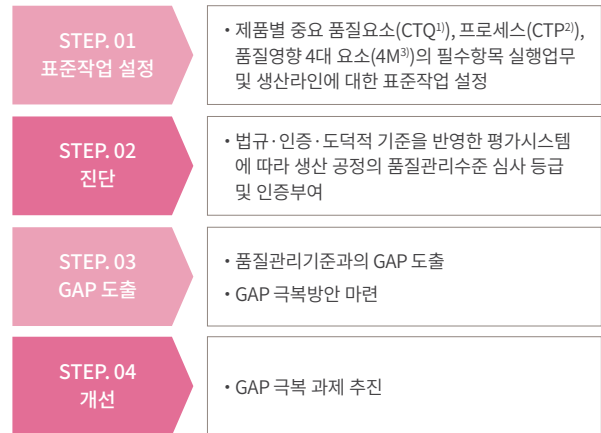 STEP. 01
표준작업 설정
• 제품별 중요 품질요소(CTQ¹⁾), 프로세스(CTP²⁾),
품질영향 4대 요소(4M³⁾)의 필수항목 실행업무
및 생산라인에 대한 표준작업 설정
STEP. 02
진단
• 법규·인증·도덕적 기준을 반영한 평가시스템
에 따라 생산 공정의 품질관리수준 심사 등급
및 인증부여
STEP. 03
GAP 도출
• 품질관리기준과의 GAP 도출
• GAP 극복방안 마련
STEP. 04
개선
• GAP 극복 과제 추진